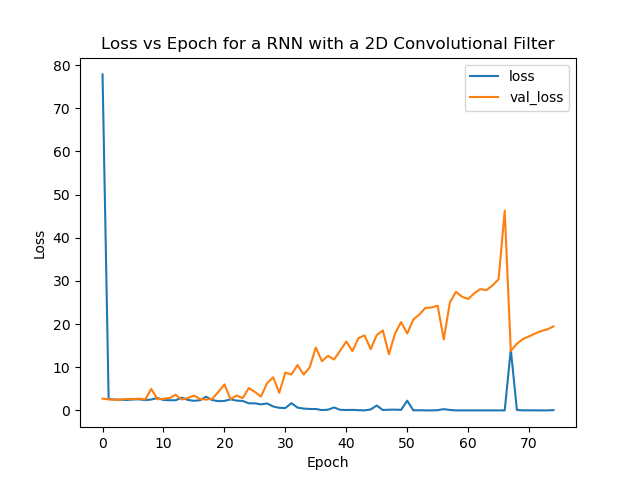 Loss vs Epoch for a RNN with a 2D Convolutional Filter
80
70
60
50
40
30
20
10
0
Loss
loss
val_loss
0 10 20 30 40 50 60 70
Epoch